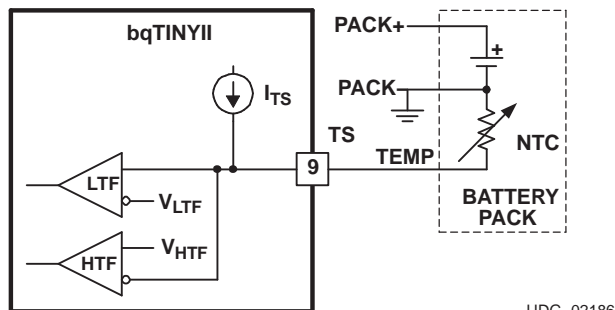 bqTINYII
PACK+
+
I_TS
PACK-
TS
9
TEMP
NTC
LTF
V_LTF
V_HTF
HTF
BATTERY
PACK